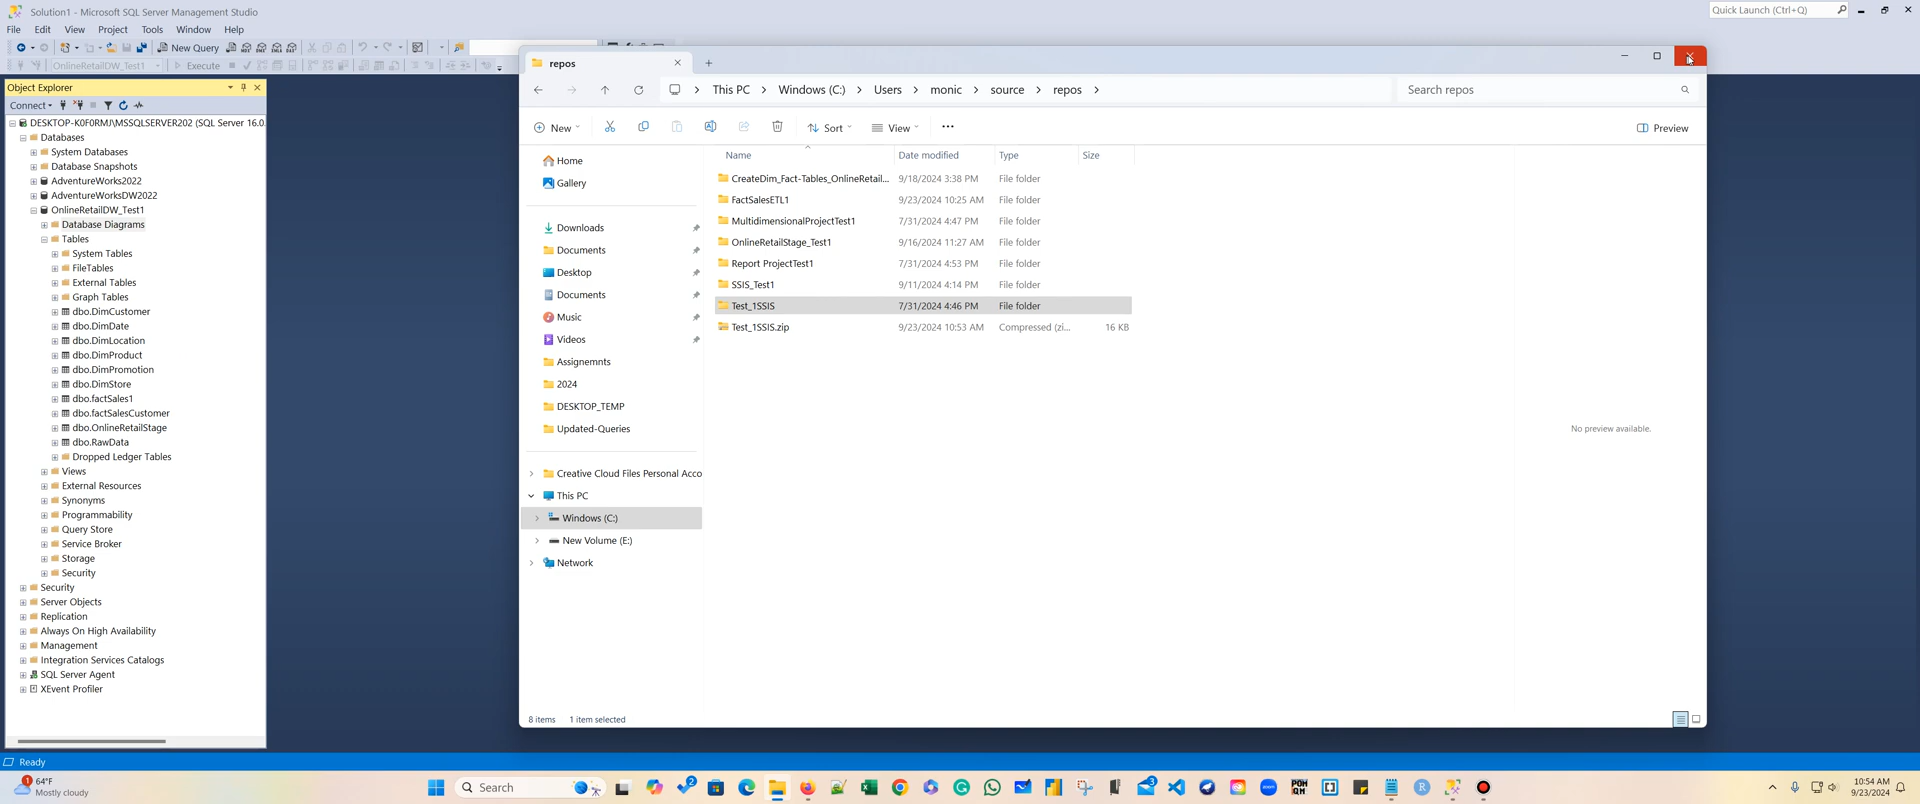 Solution1 - Microsoft SQL Server Management Studio
Quick Launch (Ctrl+Q)
File Edit View Project Tools Window Help
New Query
OnlineRetailDW_Test1
Execute
Object Explorer
Connect
DESKTOP-K0F0RMJ\MSSQLSERVER202 (SQL Server 16.0.
Databases
System Databases
Database Snapshots
AdventureWorks2022
AdventureWorksDW2022
OnlineRetailDW_Test1
Database Diagrams
Tables
System Tables
FileTables
External Tables
Graph Tables
dbo.DimCustomer
dbo.DimDate
dbo.DimLocation
dbo.DimProduct
dbo.DimPromotion
dbo.DimStore
dbo.factSales1
dbo.factSalesCustomer
dbo.OnlineRetailStage
dbo.RawData
Dropped Ledger Tables
Views
External Resources
Synonyms
Programmability
Query Store
Service Broker
Storage
Security
Security
Server Objects
Replication
Always On High Availability
Management
Integration Services Catalogs
SQL Server Agent
XEvent Profiler
repos
This PC > Windows (C:) > Users > monic > source > repos >
Search repos
New
Sort
View
Preview
Home
Gallery
Downloads
Documents
Desktop
Documents
Music
Videos
Assignemnts
2024
DESKTOP_TEMP
Updated-Queries
Creative Cloud Files Personal Acco
This PC
Windows (C:)
New Volume (E:)
Network
Name Date modified Type Size
CreateDim_Fact-Tables_OnlineRetail... 9/18/2024 3:38 PM File folder
FactSalesETL1 9/23/2024 10:25 AM File folder
MultidimensionalProjectTest1 7/31/2024 4:47 PM File folder
OnlineRetailStage_Test1 9/16/2024 11:27 AM File folder
Report ProjectTest1 7/31/2024 4:53 PM File folder
SSIS_Test1 9/11/2024 4:14 PM File folder
Test_1SSIS 7/31/2024 4:46 PM File folder
Test_1SSIS.zip 9/23/2024 10:53 AM Compressed (zi... 16 KB
No preview available.
8 items 1 item selected
Ready
1
64°F
Mostly cloudy
Search
2
3
zoom
10:54 AM
9/23/2024